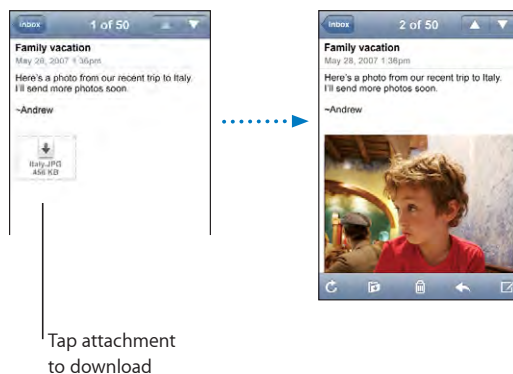 Inbox 1 of 50
Family vacation
May 28, 2007 1:36pm
Here's a photo from our recent trip to Italy.
I'll send more photos soon.
~Andrew
Italy.JPG
456 KB
Tap attachment
to download
Inbox 2 of 50
Family vacation
May 28, 2007 1:36pm
Here's a photo from our recent trip to Italy.
I'll send more photos soon.
~Andrew